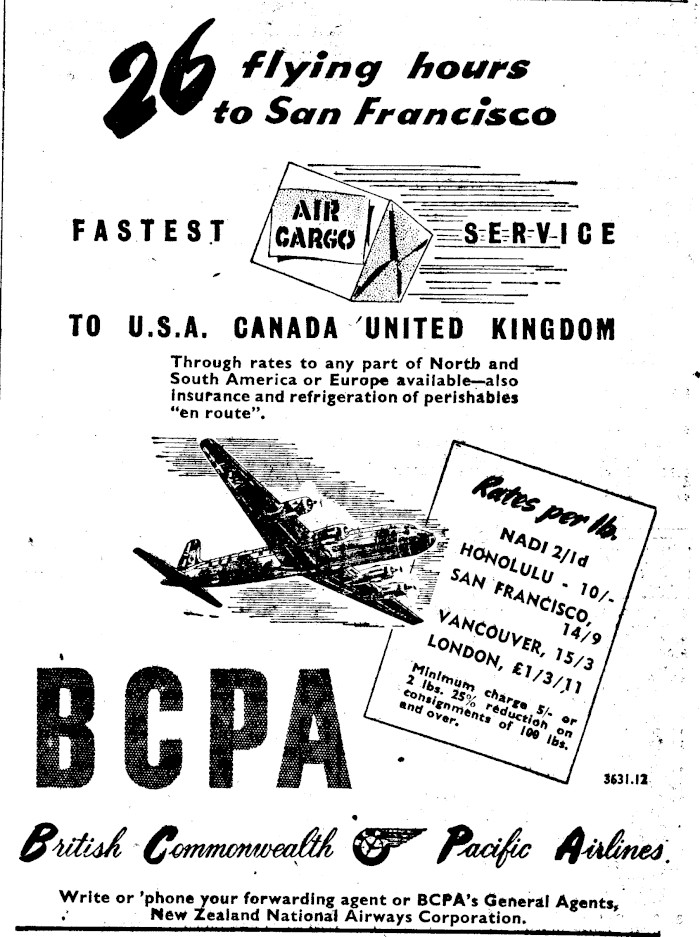 26 flying hours
to San Francisco
AIR
CARGO
FASTEST SERVICE
TO U.S.A. CANADA UNITED KINGDOM
Through rates to any part of North and
South America or Europe available—also
insurance and refrigeration of perishables
"en route".
Rates per lb.
NADI 2/1d
HONOLULU - 10/-
SAN FRANCISCO,
14/9
VANCOUVER, 15/3
LONDON, £1/3/11
Minimum charge 5/- or
2 lbs. 25% reduction on
consignments of 100 lbs.
and over.
BCPA
3631.12
British Commonwealth Pacific Airlines.
Write or 'phone your forwarding agent or BCPA's General Agents,
New Zealand National Airways Corporation.